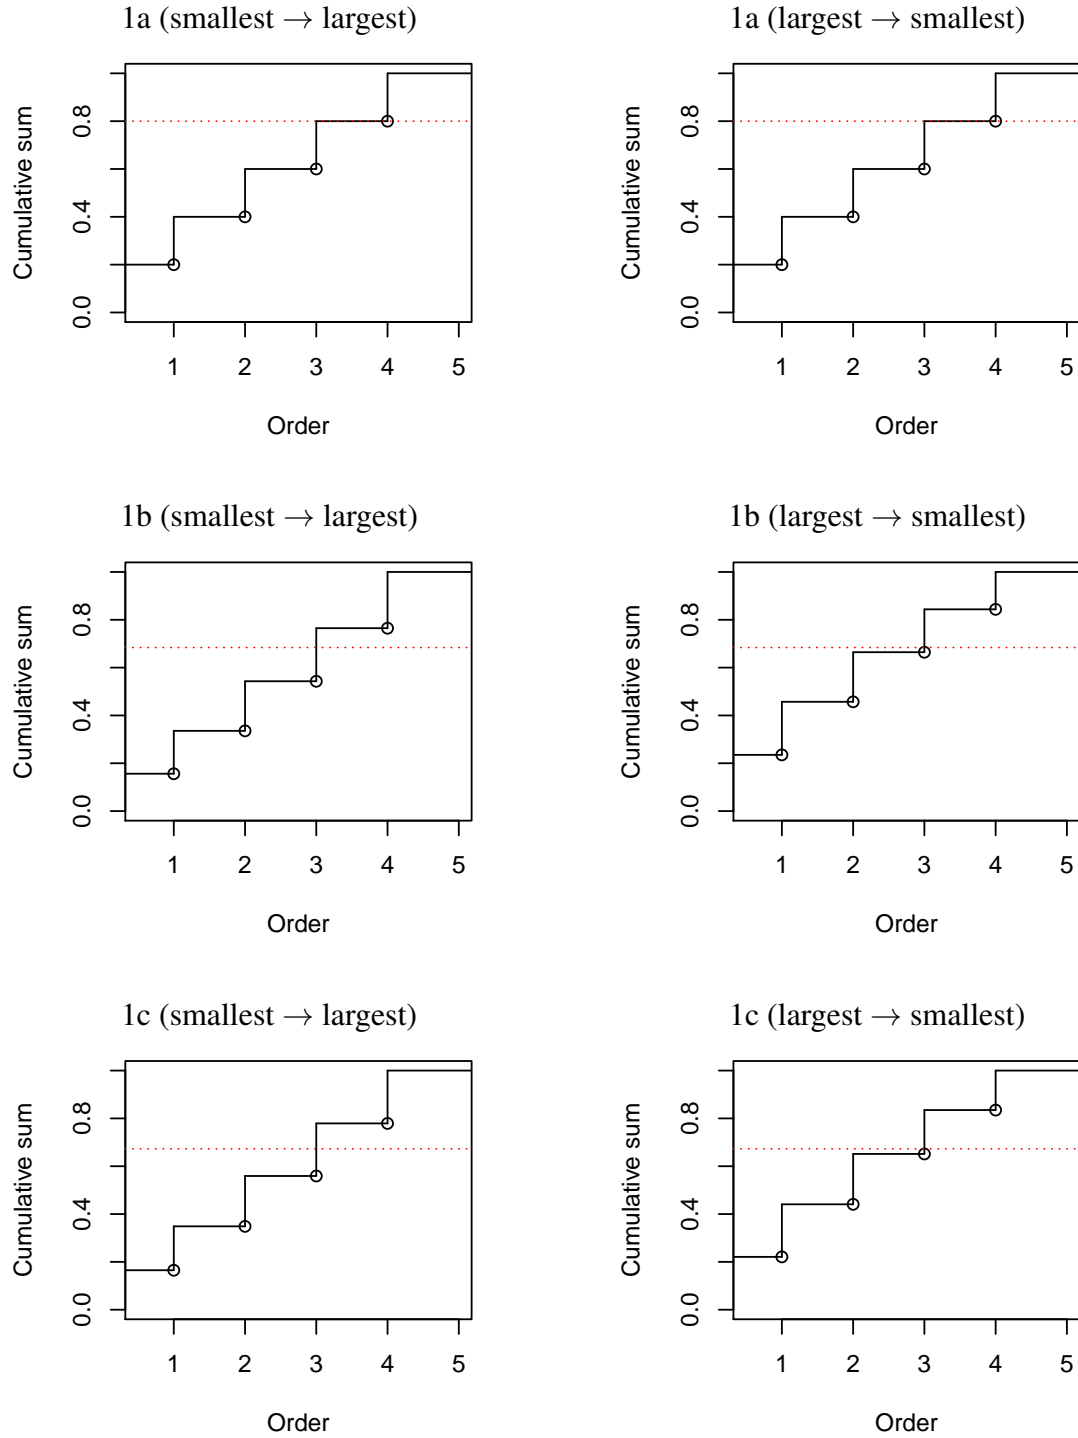 1a (smallest → largest)
Cumulative sum
0.0 0.4 0.8
1 2 3 4 5
Order
1a (largest → smallest)
Cumulative sum
0.0 0.4 0.8
1 2 3 4 5
Order
1b (smallest → largest)
Cumulative sum
0.0 0.4 0.8
1 2 3 4 5
Order
1b (largest → smallest)
Cumulative sum
0.0 0.4 0.8
1 2 3 4 5
Order
1c (smallest → largest)
Cumulative sum
0.0 0.4 0.8
1 2 3 4 5
Order
1c (largest → smallest)
Cumulative sum
0.0 0.4 0.8
1 2 3 4 5
Order